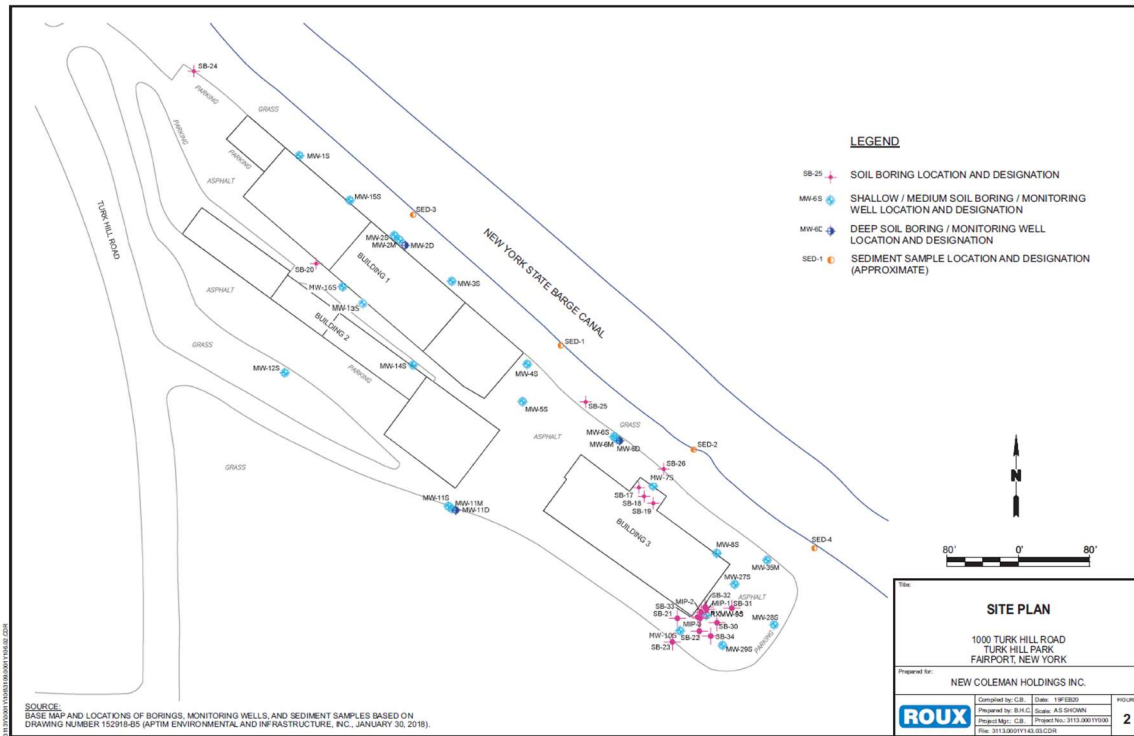 SB-24
PARKING
GRASS
PARKING
PARKING
MW-1S
ASPHALT
MW-15S
SED-3
TURK HILL ROAD
MW-2S
MW-2M
MW-2D
NEW YORK STATE BARGE CANAL
BUILDING 1
SB-20
MW-16S
MW-3S
ASPHALT
MW-13S
BUILDING 2
GRASS
SED-1
MW-12S
PARKING
MW-14S
MW-4S
MW-5S
SB-25
ASPHALT
GRASS
MW-6S
MW-6M
MW-6D
SED-2
GRASS
SB-26
MW-7S
SB-17
SB-18
SB-19
MW-11S
MW-11M
MW-11D
BUILDING 3
MW-8S
SED-4
MW-35M
MW-27S
ASPHALT
SB-32
MIP-2
MIP-1
SB-31
SB-33
SB-21
MW-9S
MW-28S
SB-30
MW-10S
SB-22
SB-34
SB-23
MW-29S
PARKING
LEGEND
SB-25 SOIL BORING LOCATION AND DESIGNATION
MW-6S SHALLOW / MEDIUM SOIL BORING / MONITORING
WELL LOCATION AND DESIGNATION
MW-6D DEEP SOIL BORING / MONITORING WELL
LOCATION AND DESIGNATION
SED-1 SEDIMENT SAMPLE LOCATION AND DESIGNATION
(APPROXIMATE)
N
80' 0' 80'
Title:
SITE PLAN
1000 TURK HILL ROAD
TURK HILL PARK
FAIRPORT, NEW YORK
Prepared for:
NEW COLEMAN HOLDINGS INC.
ROUX
Compiled by: C.B. Date: 19FEB20 FIGURE
Prepared by: B.H.C. Scale: AS SHOWN
Project Mgr.: C.B. Project No.: 3113.0001Y000
File: 3113.0001Y143.03.CDR
2
SOURCE:
BASE MAP AND LOCATIONS OF BORINGS, MONITORING WELLS, AND SEDIMENT SAMPLES BASED ON
DRAWING NUMBER 152918-B5 (APTIM ENVIRONMENTAL AND INFRASTRUCTURE, INC., JANUARY 30, 2018).